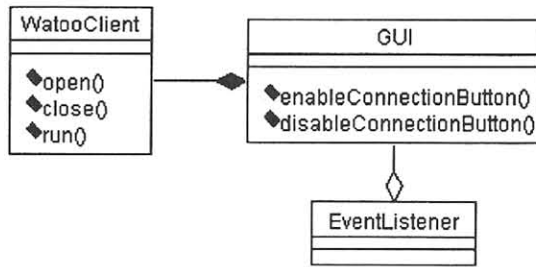 WatooClient
open()
close()
run()
GUI
enableConnectionButton()
disableConnectionButton()
EventListener